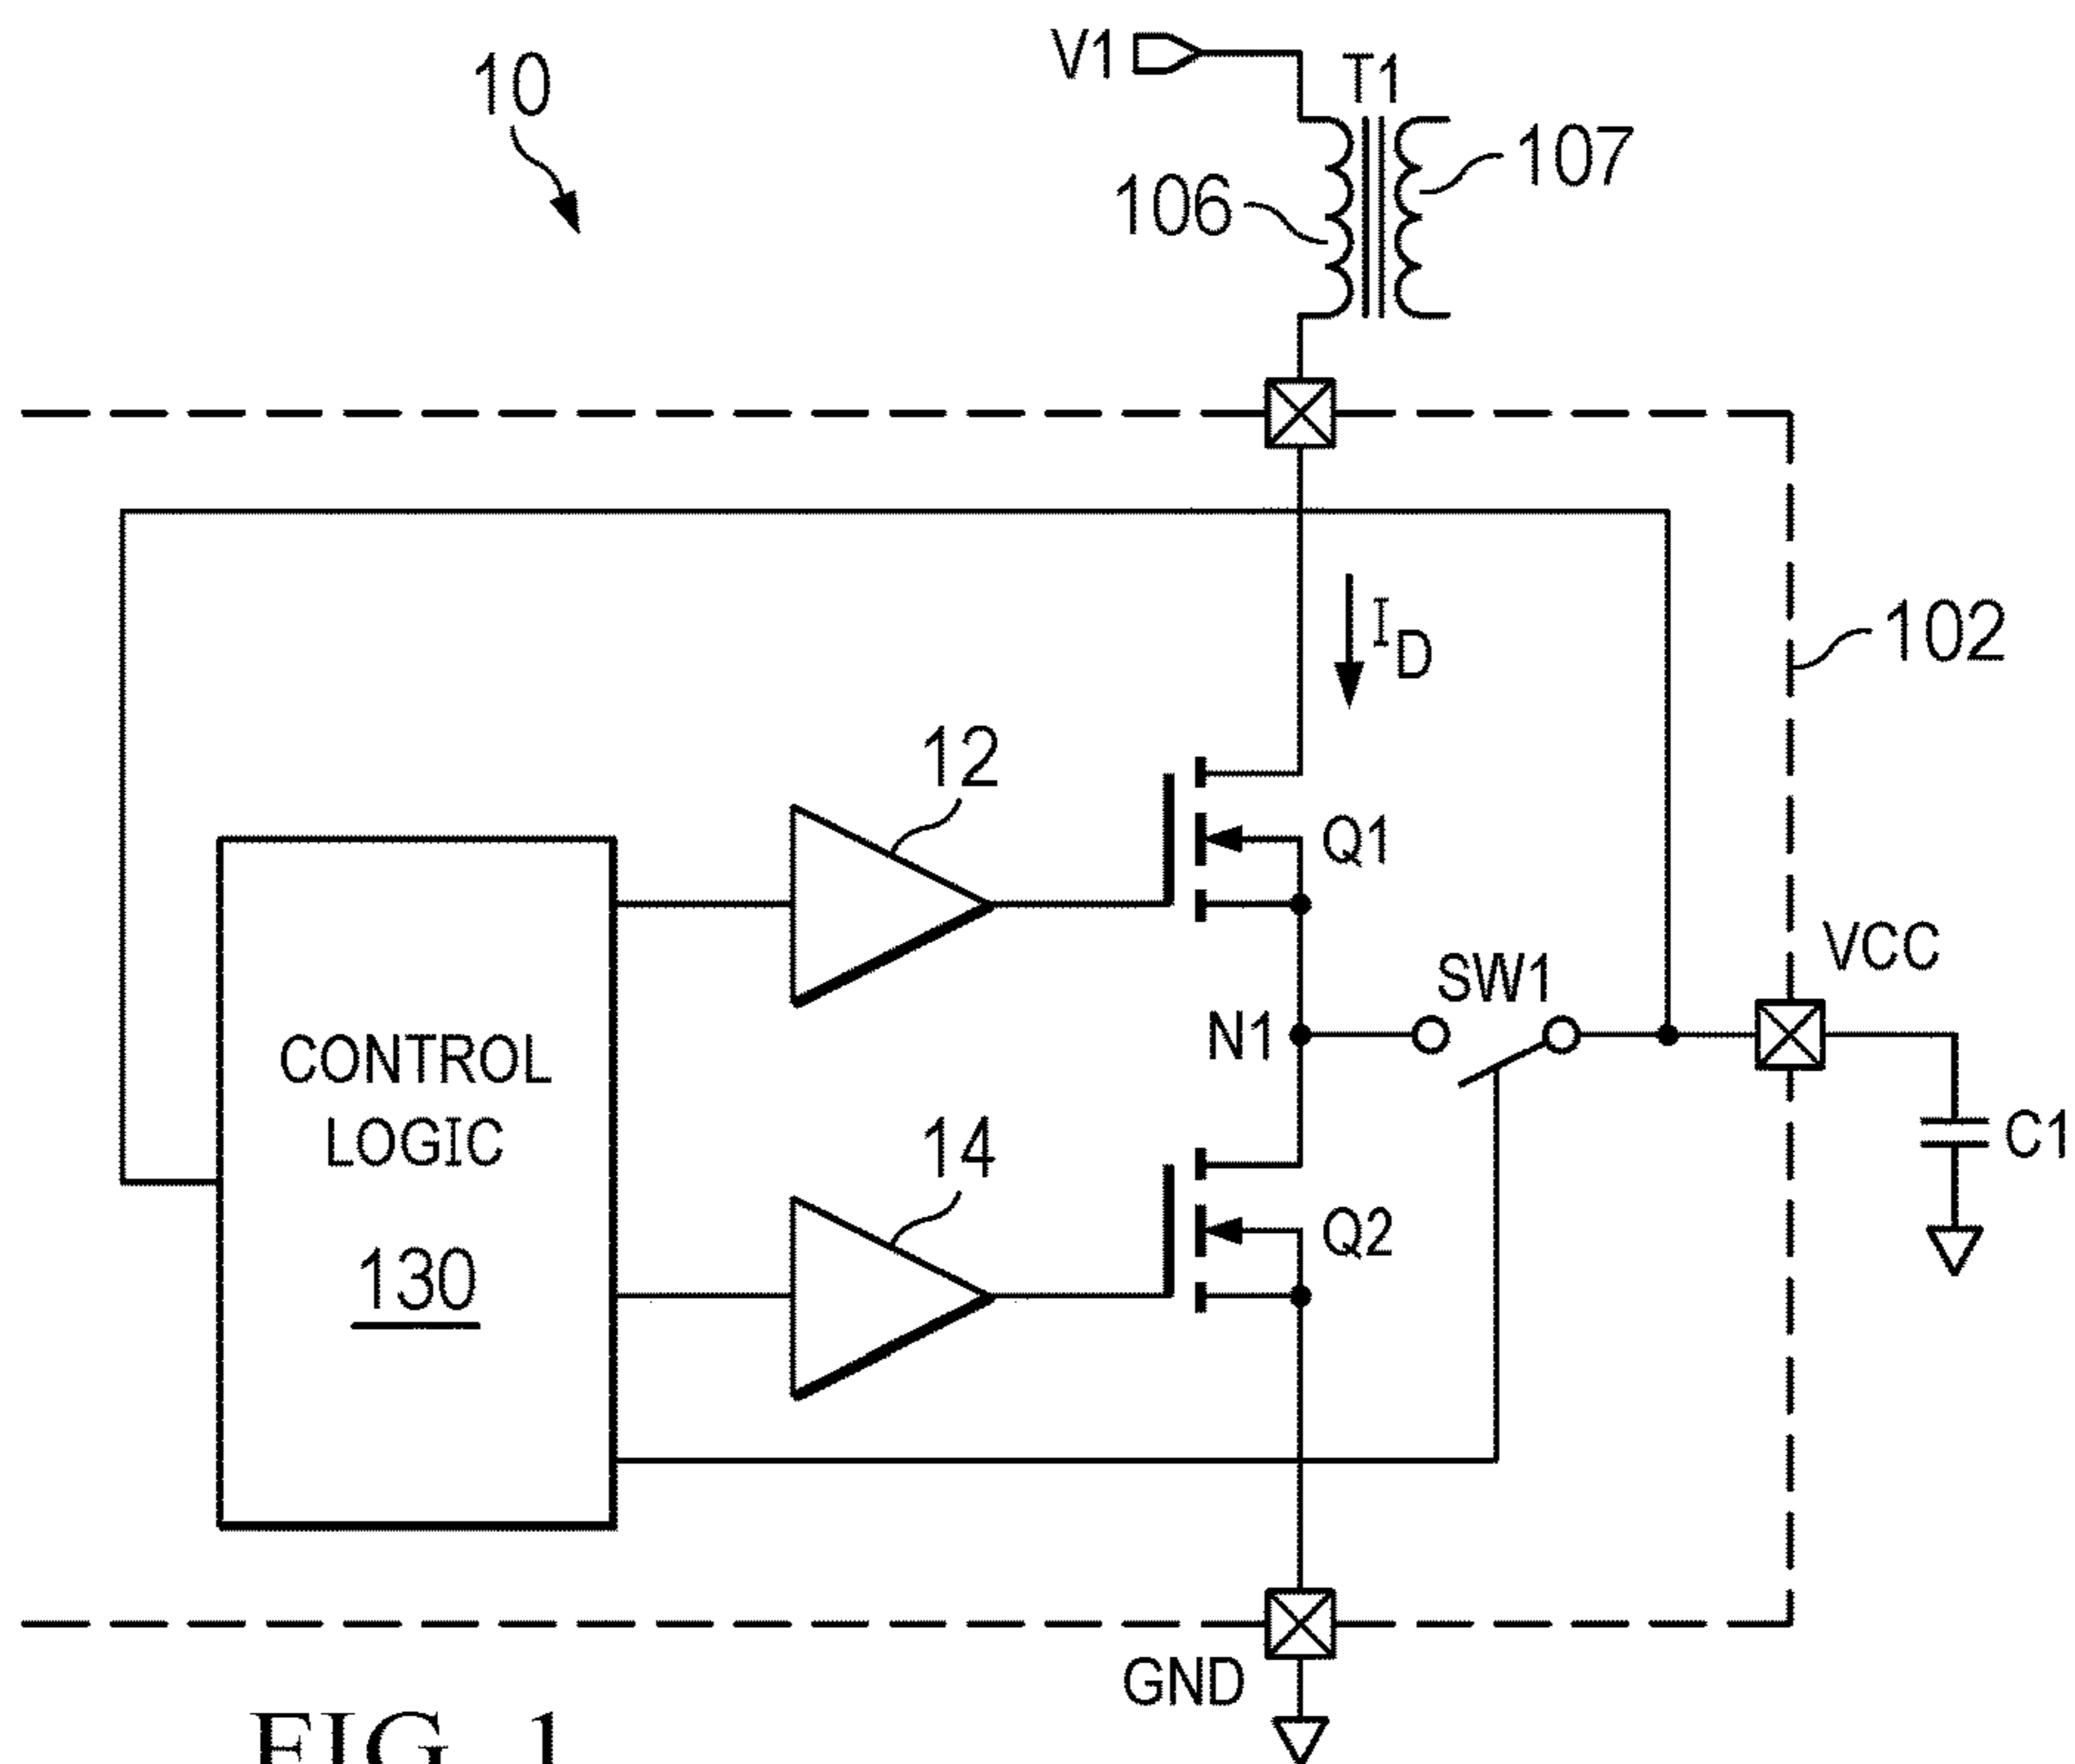 10
V1
T1
106
107
102
I D
12
Q1
CONTROL
LOGIC
130
N1
SW1
VCC
14
Q2
C1
GND
FIG. 1